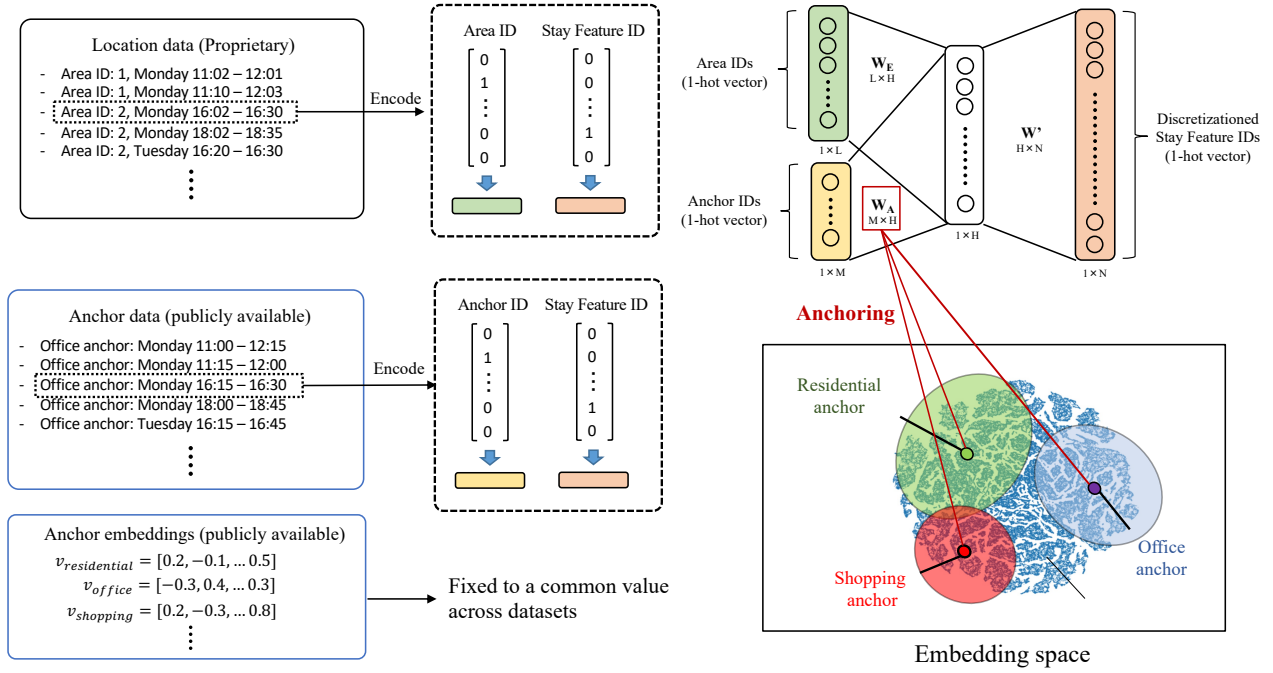 Location data (Proprietary)
- Area ID: 1, Monday 11:02 – 12:01
- Area ID: 1, Monday 11:10 – 12:03
- Area ID: 2, Monday 16:02 – 16:30
- Area ID: 2, Monday 18:02 – 18:35
- Area ID: 2, Tuesday 16:20 – 16:30
Encode
Area ID
0
1
0
0
Stay Feature ID
0
0
1
0
Anchor data (publicly available)
- Office anchor: Monday 11:00 – 12:15
- Office anchor: Monday 11:15 – 12:00
- Office anchor: Monday 16:15 – 16:30
- Office anchor: Monday 18:00 – 18:45
- Office anchor: Tuesday 16:15 – 16:45
Encode
Anchor ID
0
1
0
0
Stay Feature ID
0
0
1
0
Anchor embeddings (publicly available)
v_residential = [0.2, −0.1, … 0.5]
v_office = [−0.3, 0.4, … 0.3]
v_shopping = [0.2, −0.3, … 0.8]
Fixed to a common value
across datasets
Area IDs
(1-hot vector)
1×L
W_E
L×H
Anchor IDs
(1-hot vector)
1×M
W_A
M×H
1×H
W'
H×N
1×N
Discretizationed
Stay Feature IDs
(1-hot vector)
Anchoring
Residential
anchor
Shopping
anchor
Office
anchor
Embedding space